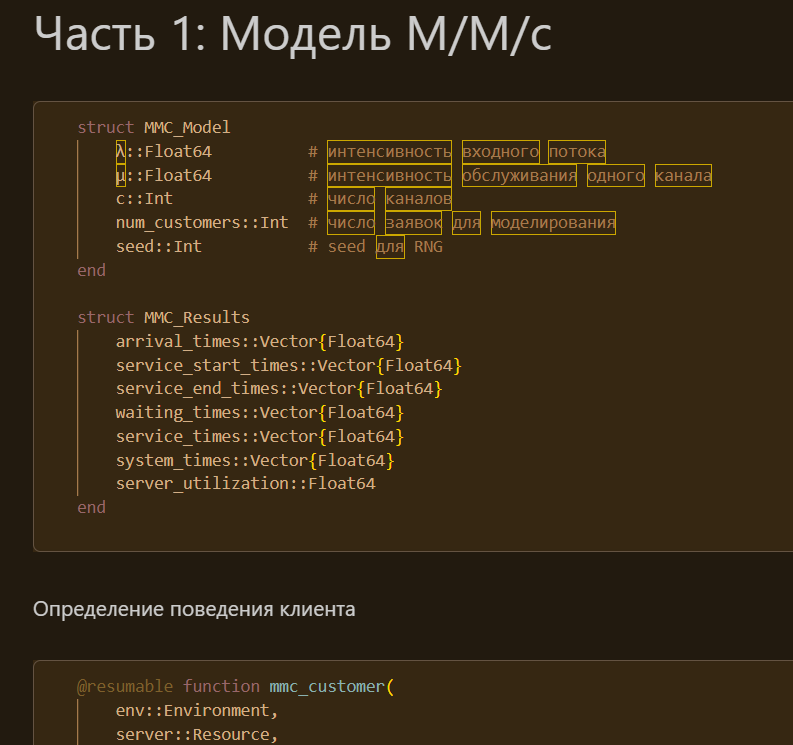 Часть 1: Модель M/M/c
struct MMC_Model
λ::Float64 # интенсивность входного потока
μ::Float64 # интенсивность обслуживания одного канала
c::Int # число каналов
num_customers::Int # число заявок для моделирования
seed::Int # seed для RNG
end
struct MMC_Results
arrival_times::Vector{Float64}
service_start_times::Vector{Float64}
service_end_times::Vector{Float64}
waiting_times::Vector{Float64}
service_times::Vector{Float64}
system_times::Vector{Float64}
server_utilization::Float64
end
Определение поведения клиента
@resumable function mmc_customer(
env::Environment,
server::Resource,